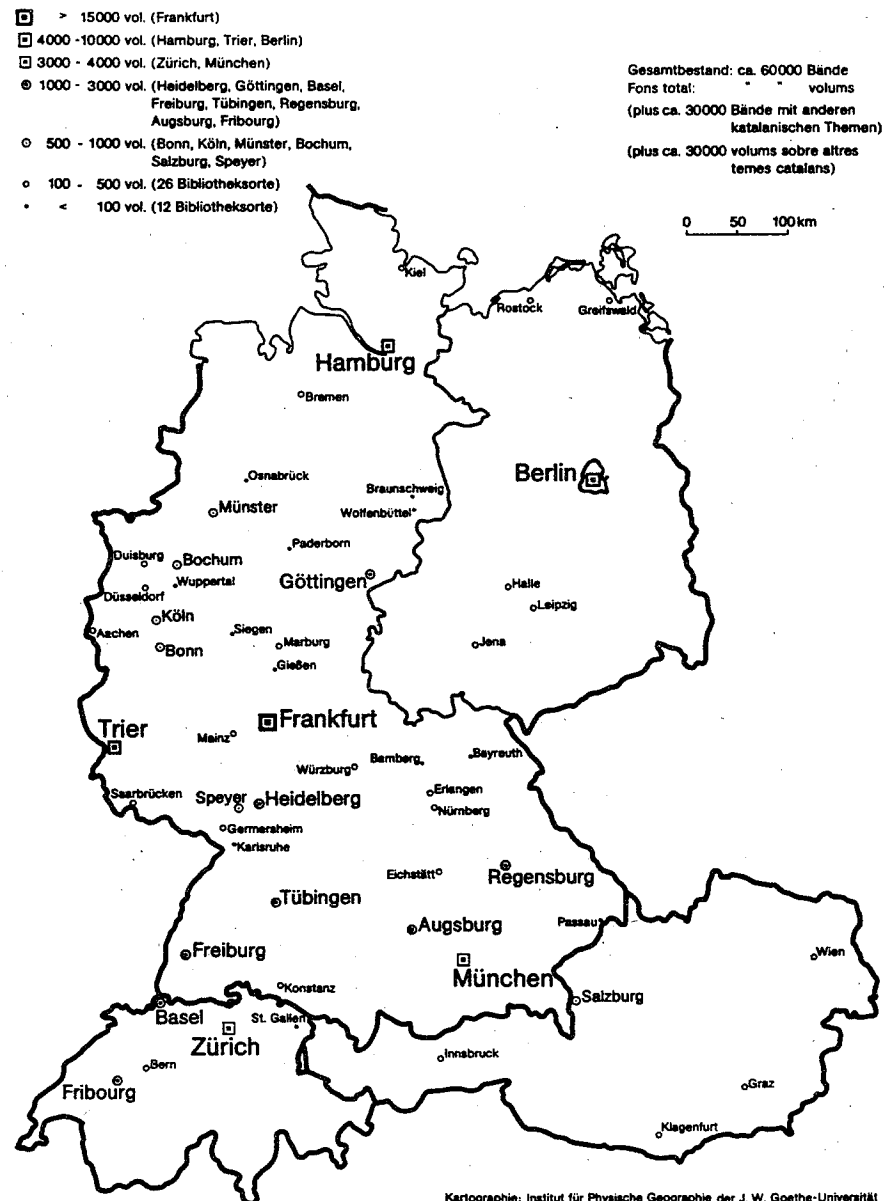 > 15000 vol. (Frankfurt)
4000 -10000 vol. (Hamburg, Trier, Berlin)
3000 - 4000 vol. (Zürich, München)
1000 - 3000 vol. (Heidelberg, Göttingen, Basel,
Freiburg, Tübingen, Regensburg,
Augsburg, Fribourg)
500 - 1000 vol. (Bonn, Köln, Münster, Bochum,
Salzburg, Speyer)
100 - 500 vol. (26 Bibliotheksorte)
< 100 vol. (12 Bibliotheksorte)
Gesamtbestand: ca. 60000 Bände
Fons total: " " volums
(plus ca. 30000 Bände mit anderen
katalanischen Themen)
(plus ca. 30000 volums sobre altres
temes catalans)
0 50 100km
Kiel
Rostock
Greifswald
Hamburg
Bremen
Osnabrück
Berlin
Braunschweig
Wolfenbüttel
Münster
Paderborn
Duisburg
Bochum
Göttingen
Wuppertal
Düsseldorf
Halle
Leipzig
Köln
Aachen
Siegen
Marburg
Jena
Bonn
Gießen
Frankfurt
Trier
Mainz
Würzburg
Bamberg
Bayreuth
Saarbrücken
Speyer
Heidelberg
Erlangen
Nürnberg
Germersheim
Karlsruhe
Eichstätt
Regensburg
Tübingen
Augsburg
Passau
Freiburg
München
Wien
Konstanz
Salzburg
Basel
St. Gallen
Zürich
Innsbruck
Bern
Fribourg
Graz
Klagenfurt
Kartographie: Institut für Physische Geographie der J. W. Goethe-Universität